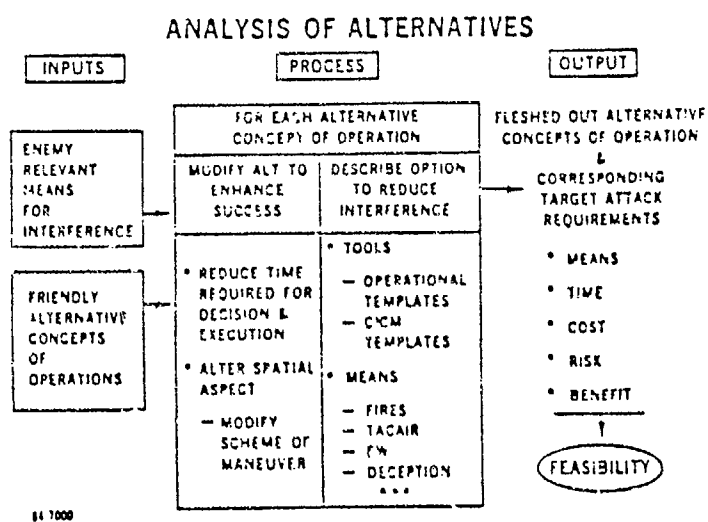 ANALYSIS OF ALTERNATIVES
INPUTS
PROCESS
OUTPUT
ENEMY
RELEVANT
MEANS
FOR
INTERFERENCE
FRIENDLY
ALTERNATIVE
CONCEPTS
OF
OPERATIONS
FOR EACH ALTERNATIVE
CONCEPT OF OPERATION
MODIFY ALT TO
ENHANCE
SUCCESS
• REDUCE TIME
REQUIRED FOR
DECISION &
EXECUTION
• ALTER SPATIAL
ASPECT
– MODIFY
SCHEME OF
MANEUVER
DESCRIBE OPTION
TO REDUCE
INTERFERENCE
• TOOLS
– OPERATIONAL
TEMPLATES
– TEMPLATES
• MEANS
– FIRES
– TACAIR
– EW
– DECEPTION
• • •
FLESHED OUT ALTERNATIVE
CONCEPTS OF OPERATION
&
CORRESPONDING
TARGET ATTACK
REQUIREMENTS
• MEANS
• TIME
• COST
• RISK
• BENEFIT
FEASIBILITY
84 7000